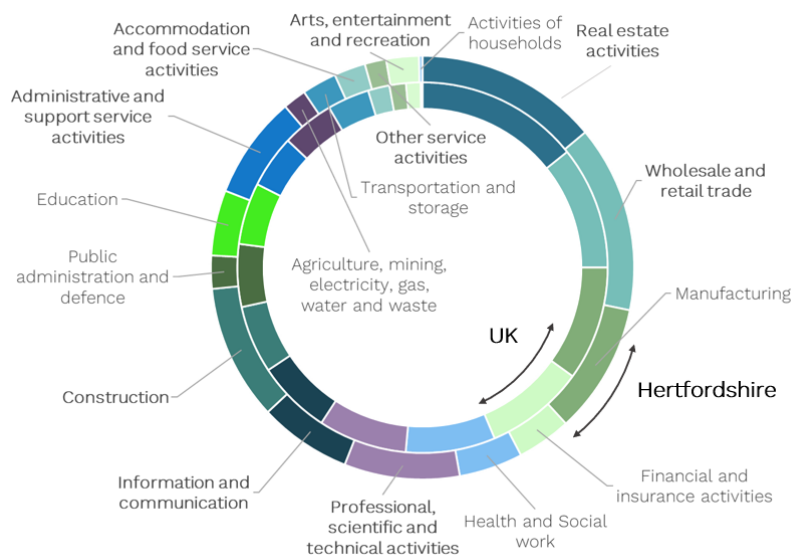 Accommodation
and food service
activities
Arts, entertainment
and recreation
Activities of
households
Real estate
activities
Administrative and
support service
activities
Other service
activities
Wholesale and
retail trade
Education
Transportation and
storage
Public
administration and
defence
Agriculture, mining,
electricity, gas,
water and waste
Manufacturing
UK
Hertfordshire
Construction
Information and
communication
Professional,
scientific and
technical activities
Health and Social
work
Financial and
insurance activities